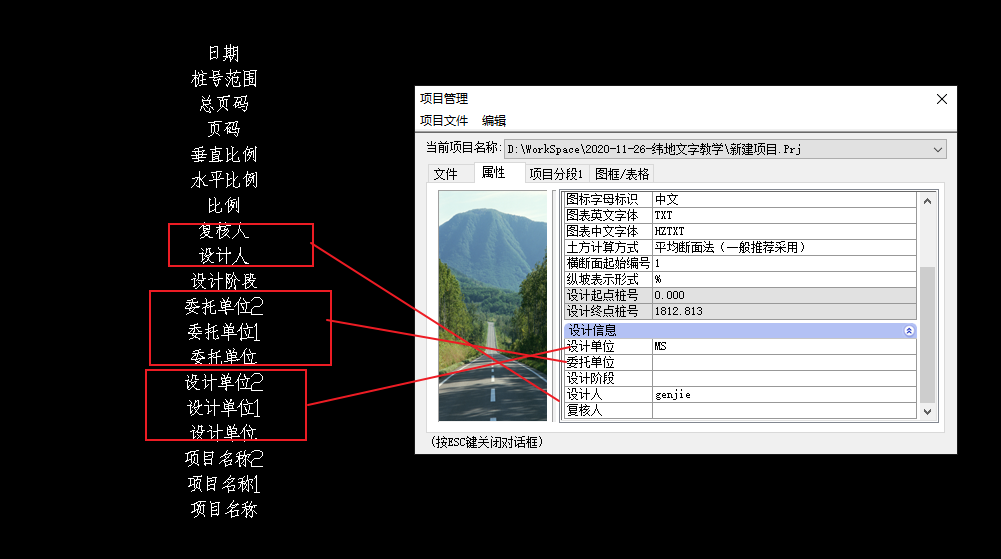 日期
桩号范围
总页码
页码
垂直比例
水平比例
比例
复核人
设计人
设计阶段
委托单位2
委托单位1
委托单位
设计单位2
设计单位1
设计单位
项目名称2
项目名称1
项目名称
项目管理
项目文件 编辑
当前项目名称: D:\WorkSpace\2020-11-26-纬地文字教学\新建项目.Prj
文件 属性 项目分段1 图框/表格
图标字母标识 中文
图表英文字体 TXT
图表中文字体 HZTXT
土方计算方式 平均断面法（一般推荐采用）
横断面起始编号 1
纵坡表示形式 %
设计起点桩号 0.000
设计终点桩号 1812.813
设计信息
设计单位 MS
委托单位
设计阶段
设计人 genjie
复核人
(按ESC键关闭对话框)